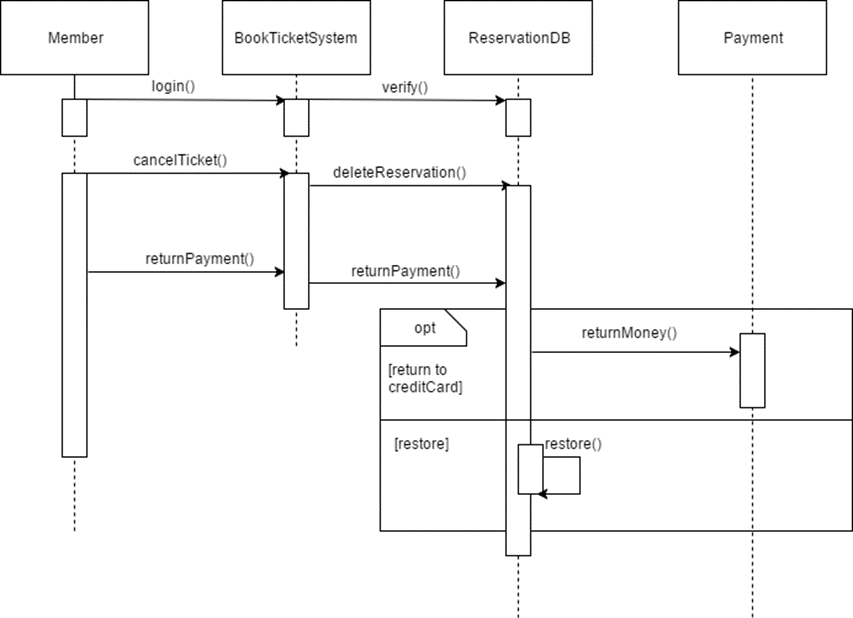 Member
BookTicketSystem
ReservationDB
Payment
login()
verify()
cancelTicket()
deleteReservation()
returnPayment()
returnPayment()
opt
returnMoney()
[return to
creditCard]
[restore]
restore()